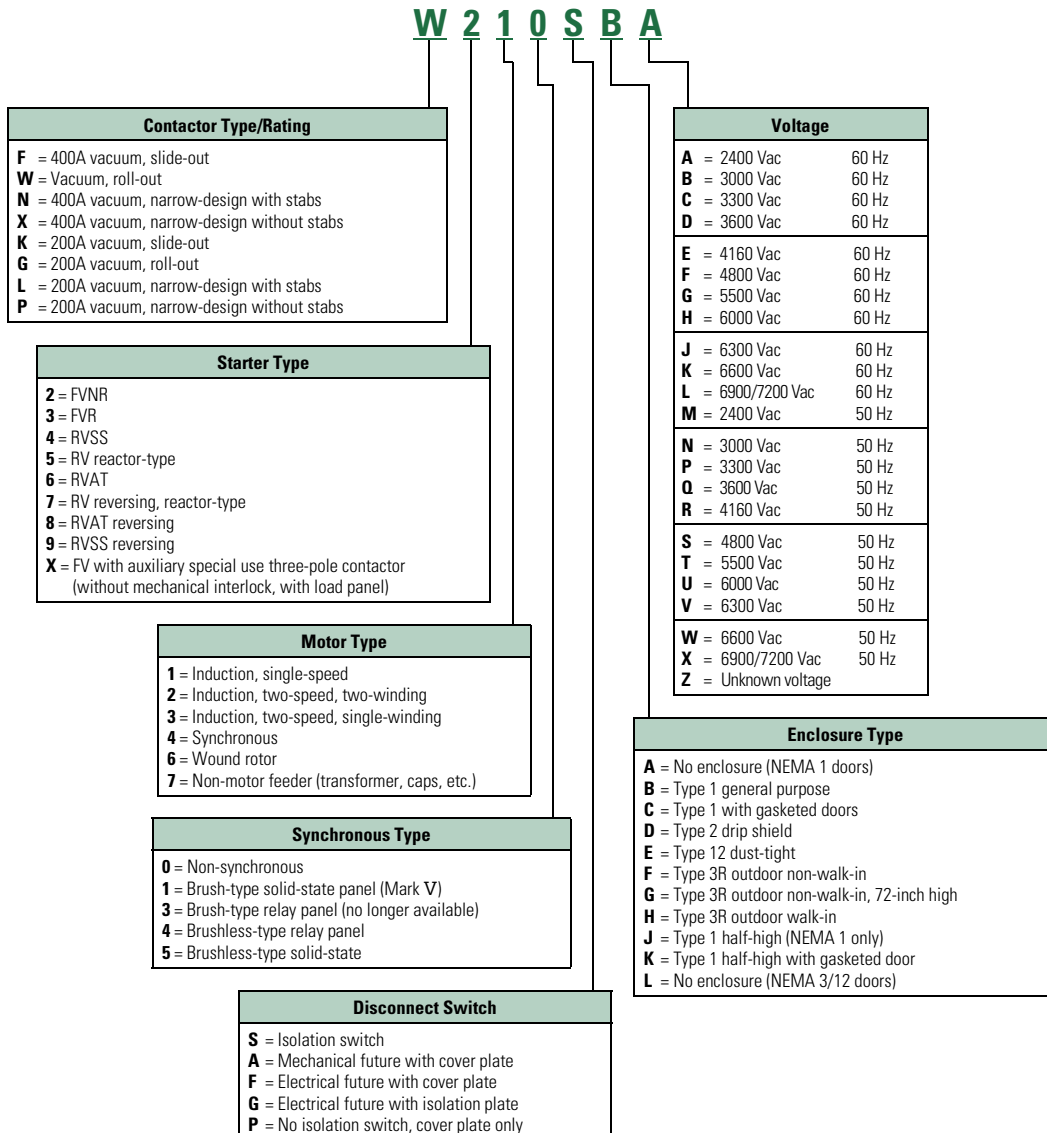 W 2 1 0 S B A
Contactor Type/Rating
F = 400A vacuum, slide-out
W = Vacuum, roll-out
N = 400A vacuum, narrow-design with stabs
X = 400A vacuum, narrow-design without stabs
K = 200A vacuum, slide-out
G = 200A vacuum, roll-out
L = 200A vacuum, narrow-design with stabs
P = 200A vacuum, narrow-design without stabs
Starter Type
2 = FVNR
3 = FVR
4 = RVSS
5 = RV reactor-type
6 = RVAT
7 = RV reversing, reactor-type
8 = RVAT reversing
9 = RVSS reversing
X = FV with auxiliary special use three-pole contactor
(without mechanical interlock, with load panel)
Motor Type
1 = Induction, single-speed
2 = Induction, two-speed, two-winding
3 = Induction, two-speed, single-winding
4 = Synchronous
6 = Wound rotor
7 = Non-motor feeder (transformer, caps, etc.)
Synchronous Type
0 = Non-synchronous
1 = Brush-type solid-state panel (Mark V)
3 = Brush-type relay panel (no longer available)
4 = Brushless-type relay panel
5 = Brushless-type solid-state
Disconnect Switch
S = Isolation switch
A = Mechanical future with cover plate
F = Electrical future with cover plate
G = Electrical future with isolation plate
P = No isolation switch, cover plate only
Voltage
A = 2400 Vac 60 Hz
B = 3000 Vac 60 Hz
C = 3300 Vac 60 Hz
D = 3600 Vac 60 Hz
E = 4160 Vac 60 Hz
F = 4800 Vac 60 Hz
G = 5500 Vac 60 Hz
H = 6000 Vac 60 Hz
J = 6300 Vac 60 Hz
K = 6600 Vac 60 Hz
L = 6900/7200 Vac 60 Hz
M = 2400 Vac 50 Hz
N = 3000 Vac 50 Hz
P = 3300 Vac 50 Hz
Q = 3600 Vac 50 Hz
R = 4160 Vac 50 Hz
S = 4800 Vac 50 Hz
T = 5500 Vac 50 Hz
U = 6000 Vac 50 Hz
V = 6300 Vac 50 Hz
W = 6600 Vac 50 Hz
X = 6900/7200 Vac 50 Hz
Z = Unknown voltage
Enclosure Type
A = No enclosure (NEMA 1 doors)
B = Type 1 general purpose
C = Type 1 with gasketed doors
D = Type 2 drip shield
E = Type 12 dust-tight
F = Type 3R outdoor non-walk-in
G = Type 3R outdoor non-walk-in, 72-inch high
H = Type 3R outdoor walk-in
J = Type 1 half-high (NEMA 1 only)
K = Type 1 half-high with gasketed door
L = No enclosure (NEMA 3/12 doors)